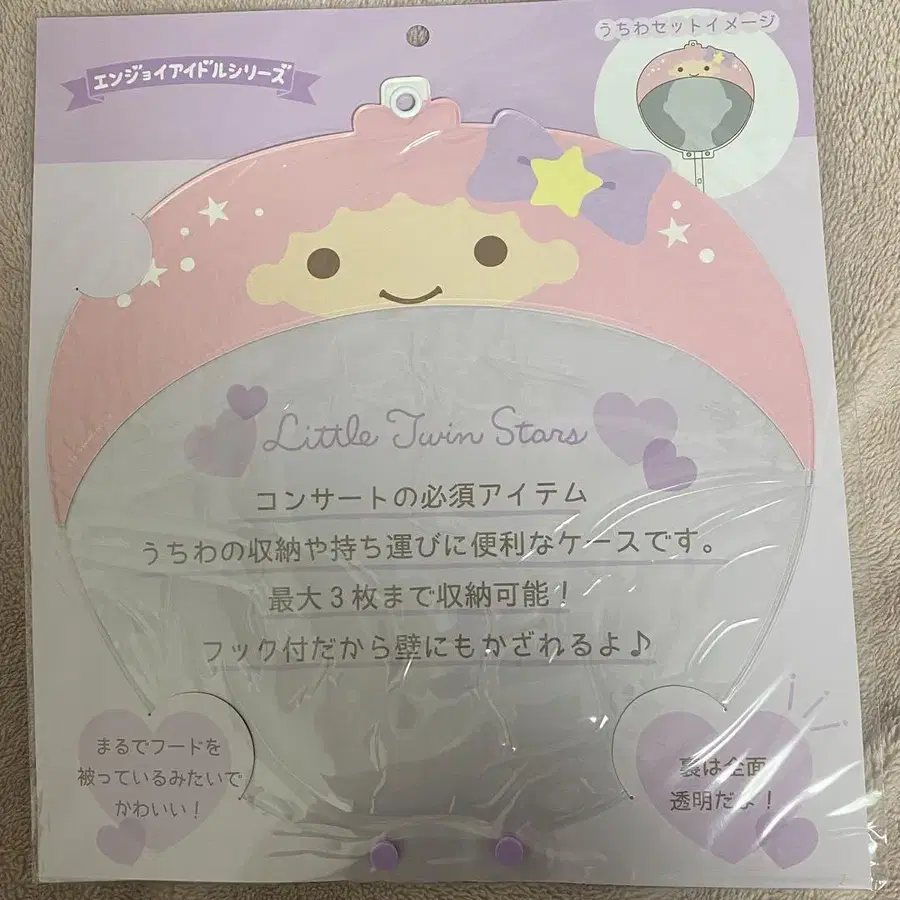 エンジョイアイドルシリーズ
うちわセットイメージ
Little Twin Stars
コンサートの必須アイテム
うちわの収納や持ち運びに便利なケースです。
最大3枚まで収納可能！
フック付だから壁にもかざれるよ♪
まるでフードを
被っているみたいで
かわいい！
裏は全面
透明だよ！